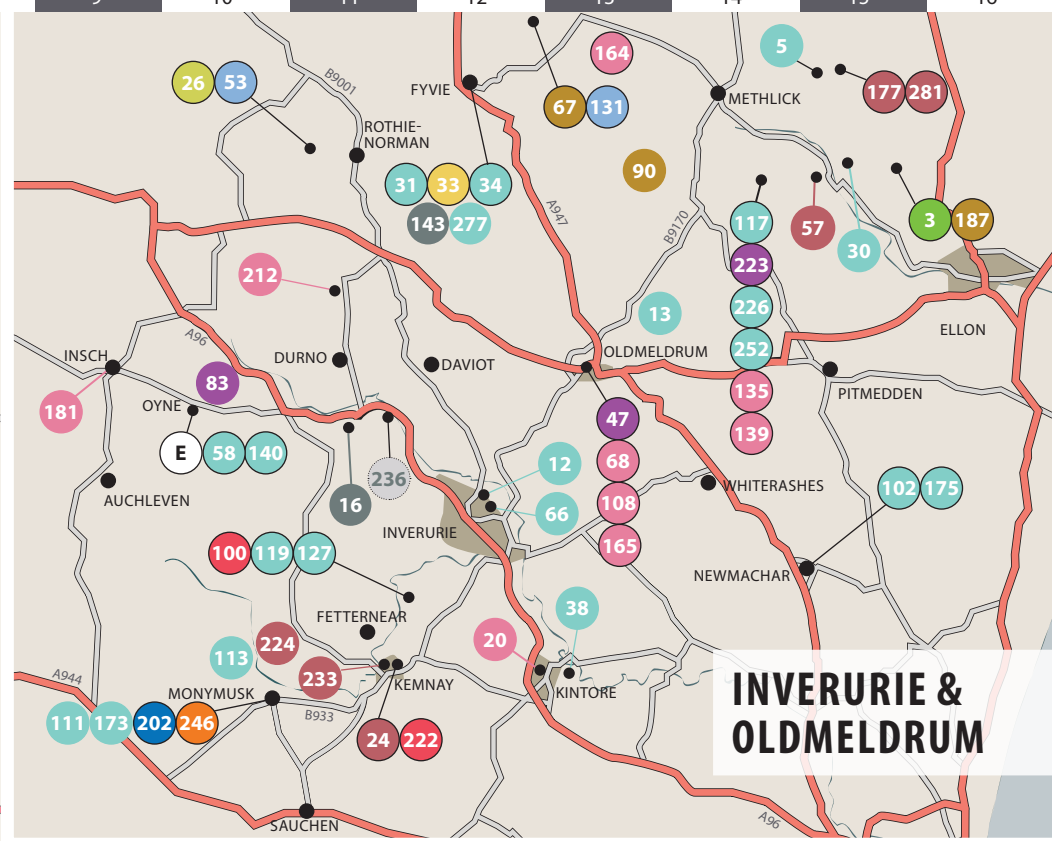 10
12
14
164
5
26 53
B9001
FYVIE
METHLICK
177 281
67 131
ROTHIE-
NORMAN
90
31 33 34
143 277
A947
B9170
117
57
30
3 187
223
212
226
13
252
ELLON
A96
INSCH
DURNO
DAVIOT
OLDMELDRUM
83
135
PITMEDDEN
181
OYNE
47
139
E 58 140
68
12
236
AUCHLEVEN
16
WHITERASHES
102 175
108
66
INVERURIE
165
100 119 127
NEWMACHAR
FETTERNEAR
38
224
20
113
233
KEMNAY
KINTORE
A944
MONYMUSK
B933
INVERURIE &
OLDMELDRUM
111 173 202 246
24 222
SAUCHEN
A96